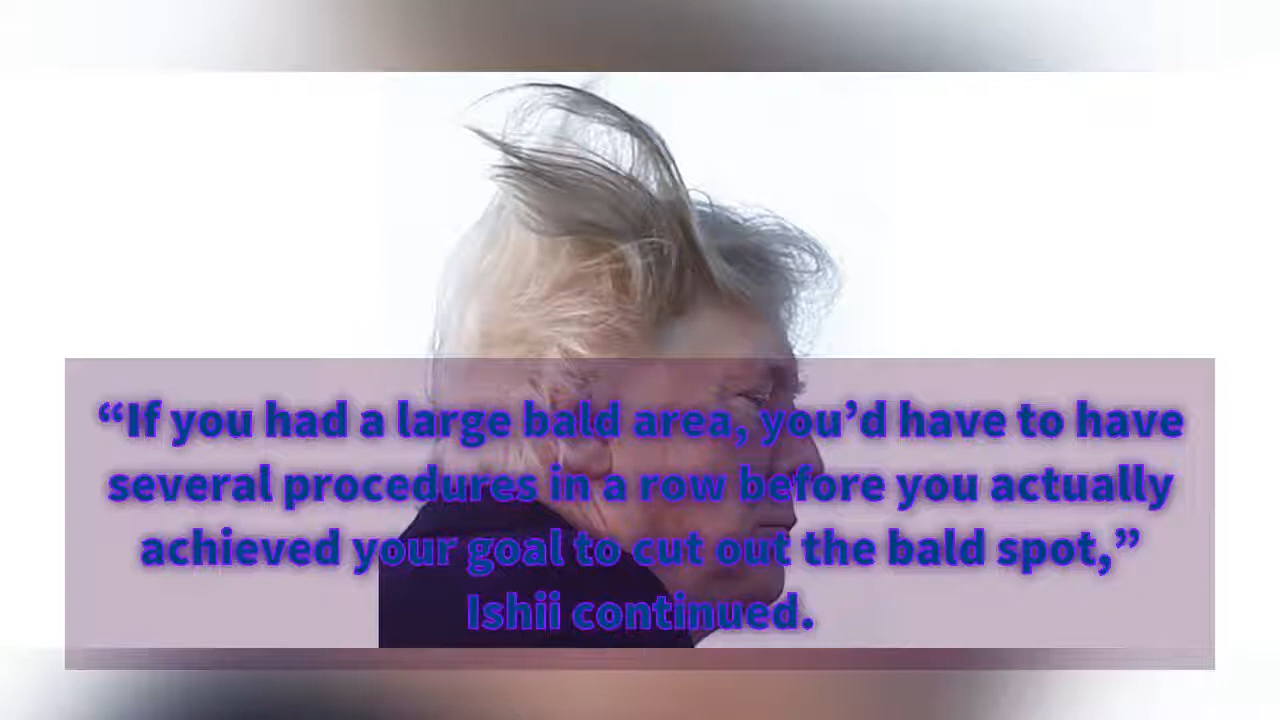 “If you had a large bald area, you’d have to have
several procedures in a row before you actually
achieved your goal to cut out the bald spot,”
Ishii continued.